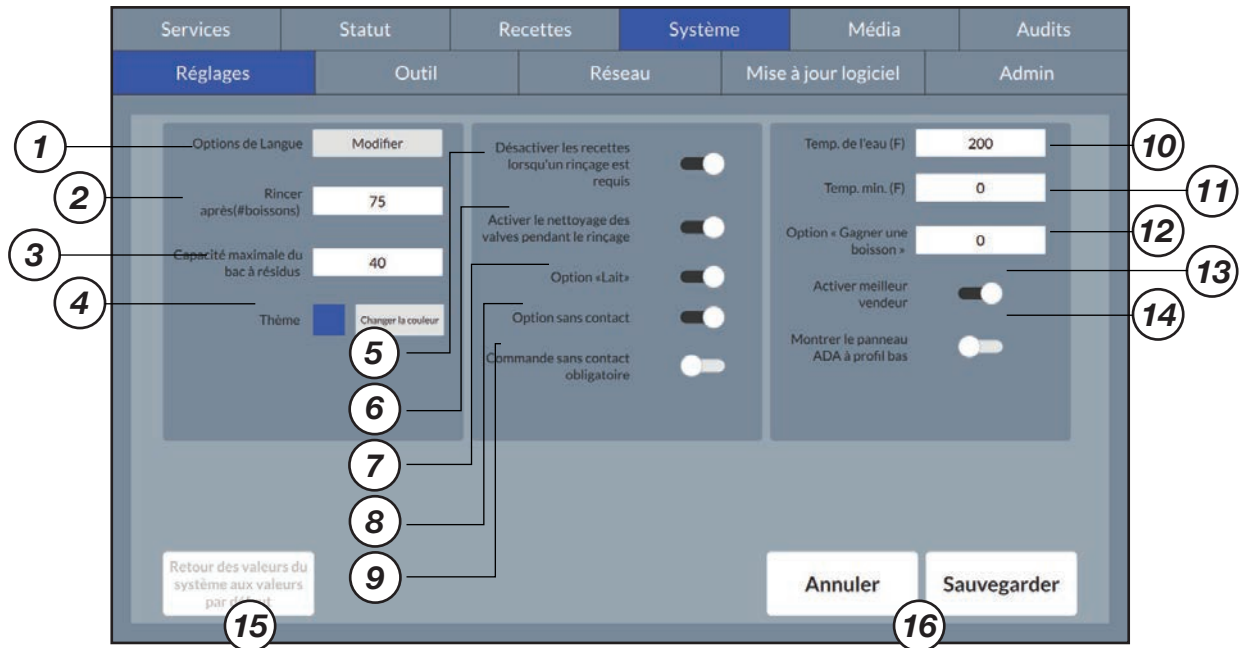 Services Statut Recettes Système Média Audits
Réglages Outil Réseau Mise à jour logiciel Admin
1
Options de Langue
Modifier
2
Rincer
après(#boissons)
75
3
Capacité maximale du
bac à résidus
40
4
Thème
Changer la couleur
5
Désactiver les recettes
lorsqu'un rinçage est
requis
6
Activer le nettoyage des
valves pendant le rinçage
7
Option «Lait»
8
Option sans contact
9
Commande sans contact
obligatoire
Temp. de l'eau (F)
200
10
Temp. min. (F)
0
11
Option « Gagner une
boisson »
0
12
Activer meilleur
vendeur
13
Montrer le panneau
ADA à profil bas
14
Retour des valeurs du
système aux valeurs
par défaut
15
Annuler
Sauvegarder
16